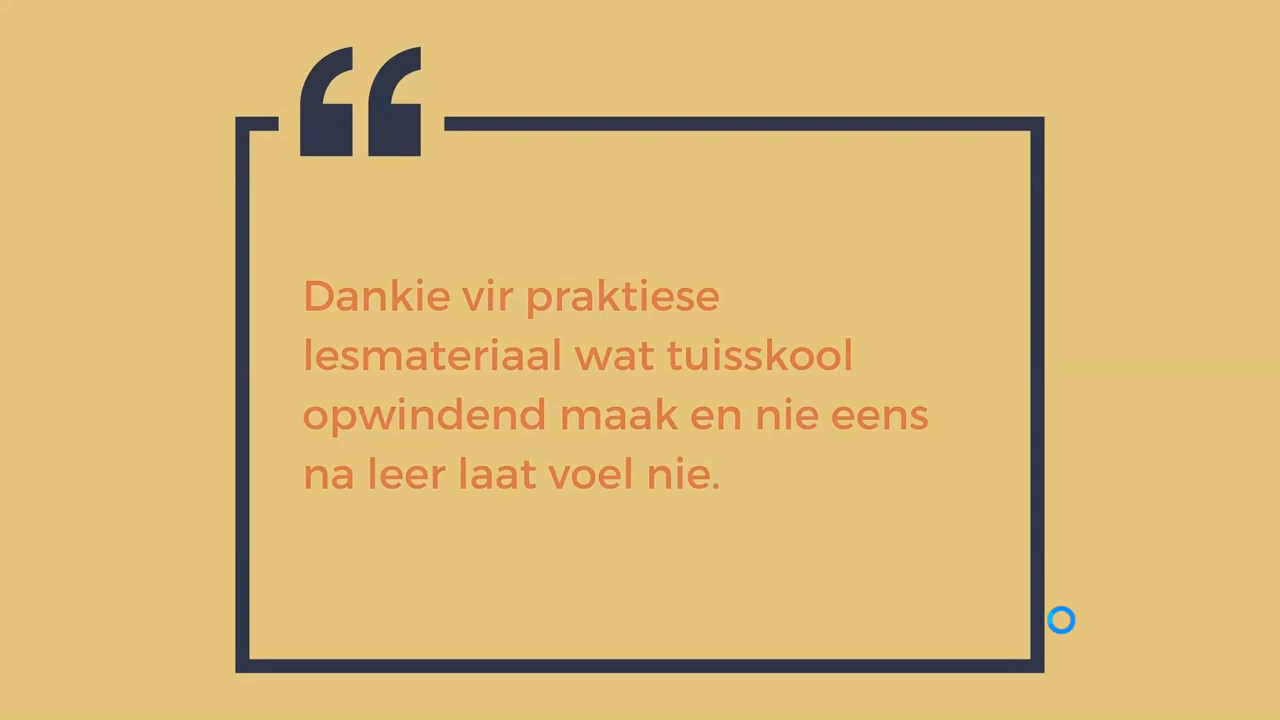 Dankie vir praktiese
lesmateriaal wat tuisskool
opwindend maak en nie eens
na leer laat voel nie.